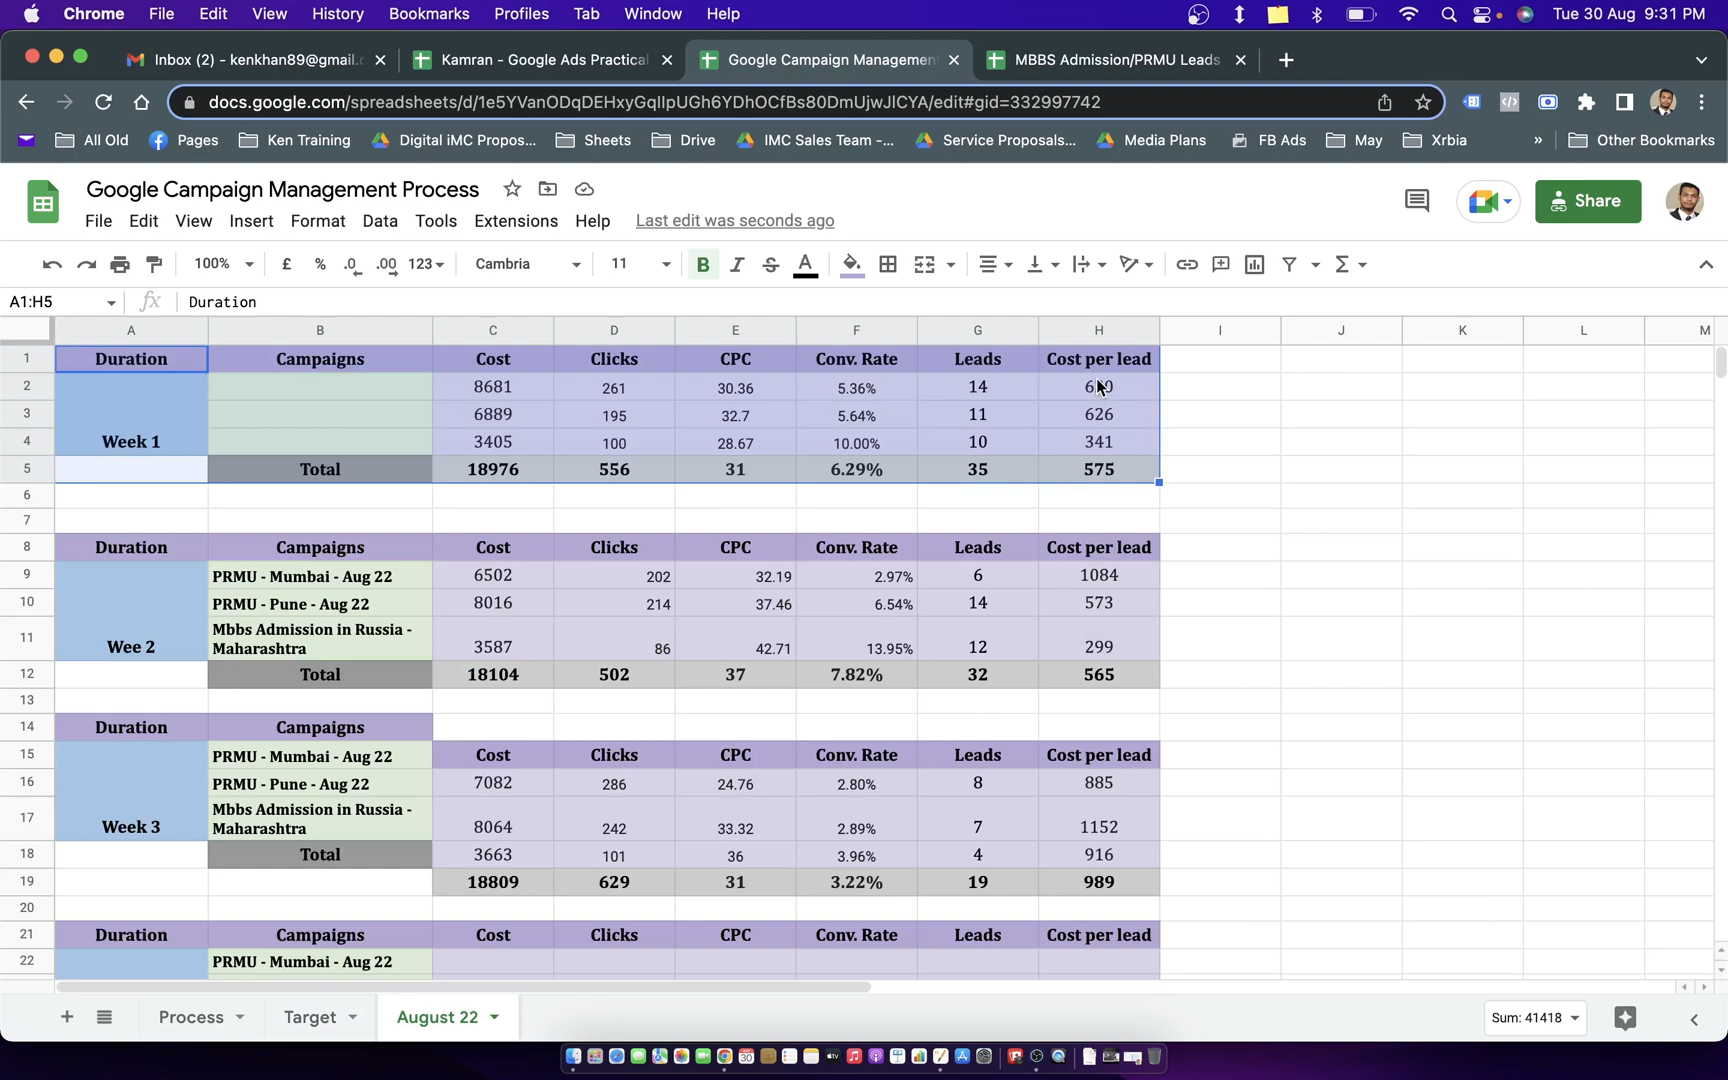 Chrome File Edit View History Bookmarks Profiles Tab Window Help Tue 30 Aug 9:31 PM
Inbox (2) - kenkhan89@gmail.c Kamran - Google Ads Practical Google Campaign Managemen MBBS Admission/PRMU Leads
docs.google.com/spreadsheets/d/1e5YVanODqDEHxyGqIlpUGh6YDhOCfBs80DmUjwJlCYA/edit#gid=332997742
All Old Pages Ken Training Digital iMC Propos... Sheets Drive IMC Sales Team -... Service Proposals... Media Plans FB Ads May Xrbia » Other Bookmarks
Google Campaign Management Process
Share
File Edit View Insert Format Data Tools Extensions Help Last edit was seconds ago
100% £ % .0 .00 123 Cambria 11 B I S A
A1:H5 fx Duration
A B C D E F G H I J K L M
1 Duration Campaigns Cost Clicks CPC Conv. Rate Leads Cost per lead
2 8681 261 30.36 5.36% 14
3 6889 195 32.7 5.64% 11 626
4 Week 1 3405 100 28.67 10.00% 10 341
5 Total 18976 556 31 6.29% 35 575
6
7
8 Duration Campaigns Cost Clicks CPC Conv. Rate Leads Cost per lead
9 PRMU - Mumbai - Aug 22 6502 202 32.19 2.97% 6 1084
10 PRMU - Pune - Aug 22 8016 214 37.46 6.54% 14 573
11 Wee 2 Mbbs Admission in Russia -
Maharashtra 3587 86 42.71 13.95% 12 299
12 Total 18104 502 37 7.82% 32 565
13
14 Duration Campaigns
15 PRMU - Mumbai - Aug 22 Cost Clicks CPC Conv. Rate Leads Cost per lead
16 PRMU - Pune - Aug 22 7082 286 24.76 2.80% 8 885
17 Week 3 Mbbs Admission in Russia -
Maharashtra 8064 242 33.32 2.89% 7 1152
18 Total 3663 101 36 3.96% 4 916
19 18809 629 31 3.22% 19 989
20
21 Duration Campaigns Cost Clicks CPC Conv. Rate Leads Cost per lead
22 PRMU - Mumbai - Aug 22
Process Target August 22 Sum: 41418